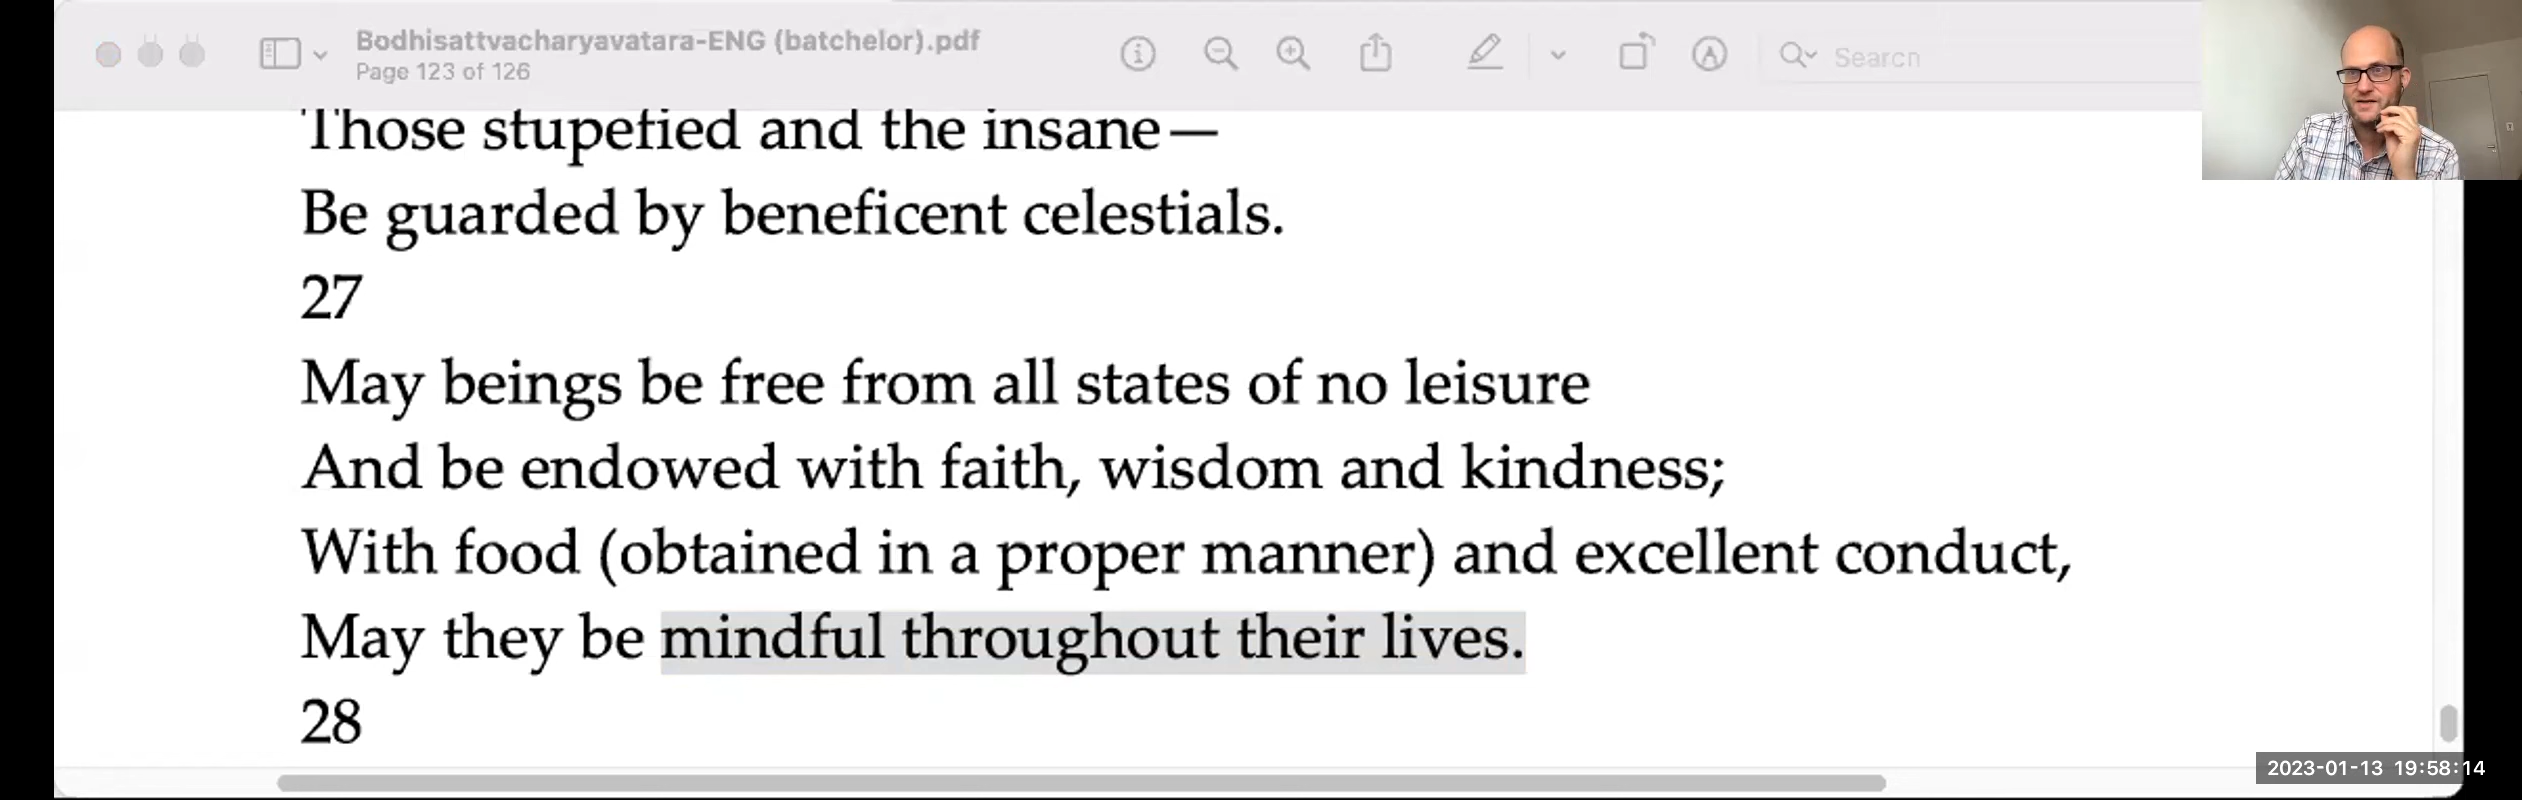 Bodhisattvacharyavatara-ENG (batchelor).pdf
Page 123 of 126
Search
Those stupefied and the insane—
Be guarded by beneficent celestials.
27
May beings be free from all states of no leisure
And be endowed with faith, wisdom and kindness;
With food (obtained in a proper manner) and excellent conduct,
May they be mindful throughout their lives.
28
2023-01-13 19:58:14